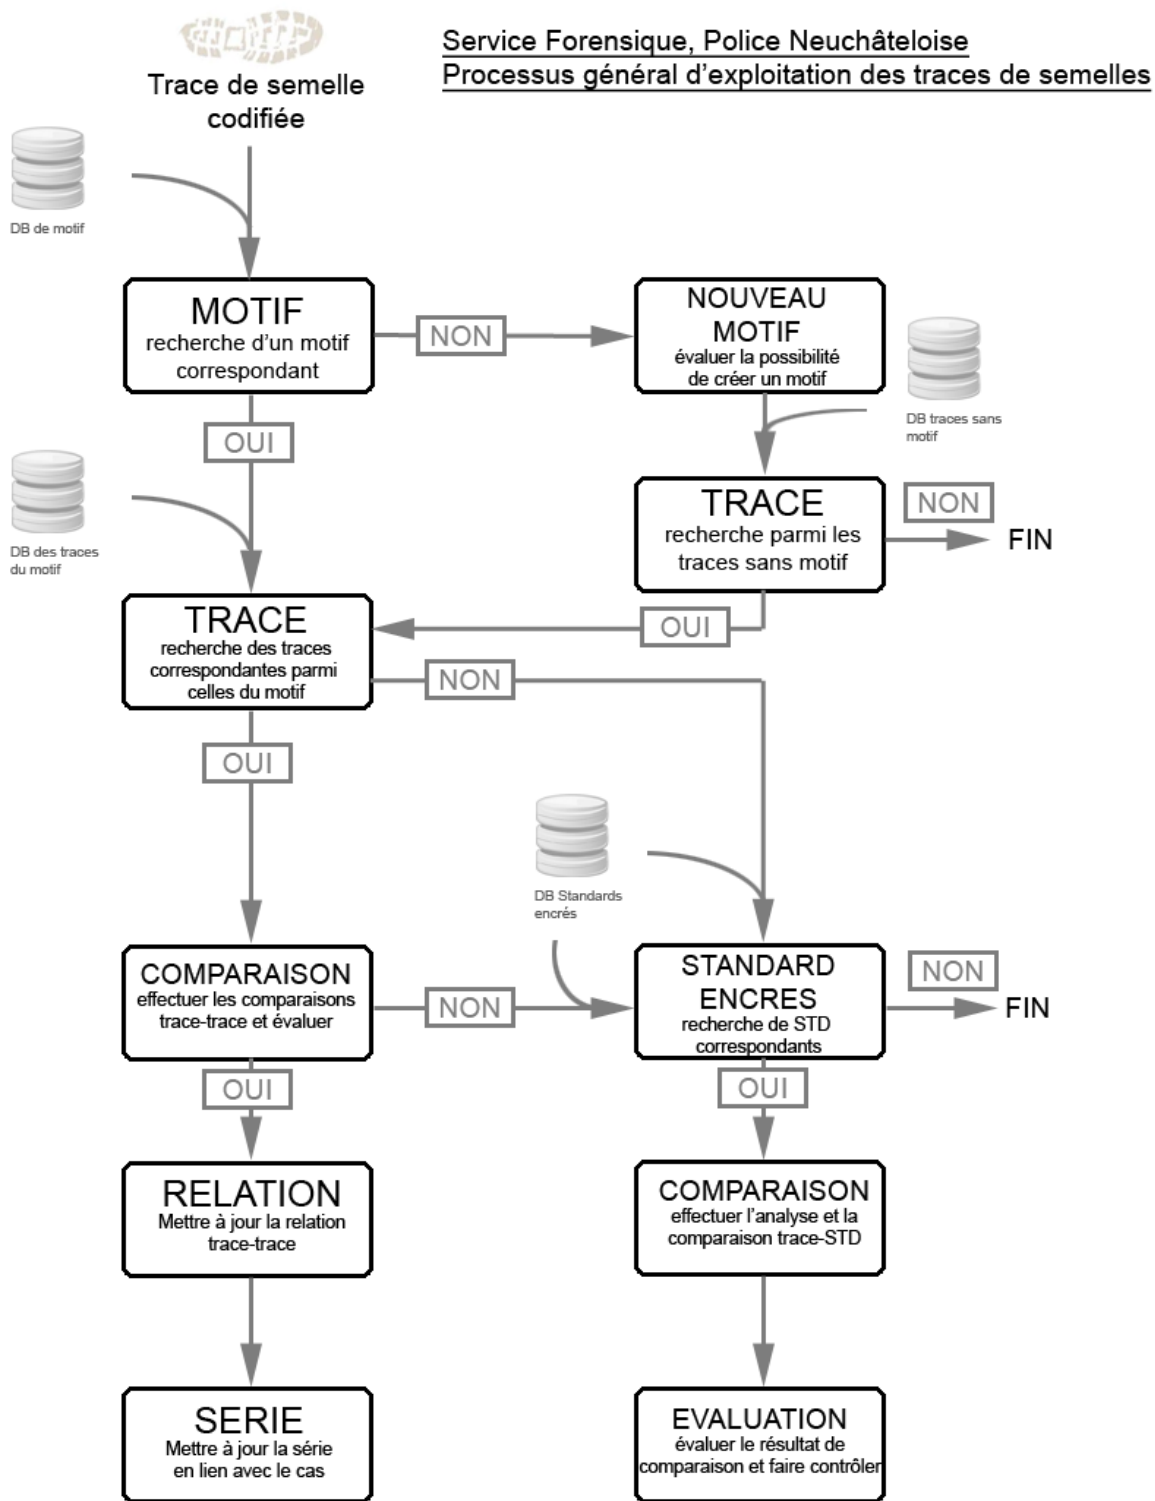 Service Forensique, Police Neuchâteloise
Processus général d'exploitation des traces de semelles
Trace de semelle
codifiée
DB de motif
MOTIF
recherche d'un motif
correspondant
NON
NOUVEAU
MOTIF
évaluer la possibilité
de créer un motif
OUI
DB traces sans
motif
DB des traces
du motif
TRACE
recherche parmi les
traces sans motif
NON
FIN
TRACE
recherche des traces
correspondantes parmi
celles du motif
OUI
NON
OUI
DB Standards
encrés
COMPARAISON
effectuer les comparaisons
trace-trace et évaluer
NON
STANDARD
ENCRES
recherche de STD
correspondants
NON
FIN
OUI
OUI
RELATION
Mettre à jour la relation
trace-trace
COMPARAISON
effectuer l'analyse et la
comparaison trace-STD
SERIE
Mettre à jour la série
en lien avec le cas
EVALUATION
évaluer le résultat de
comparaison et faire contrôler